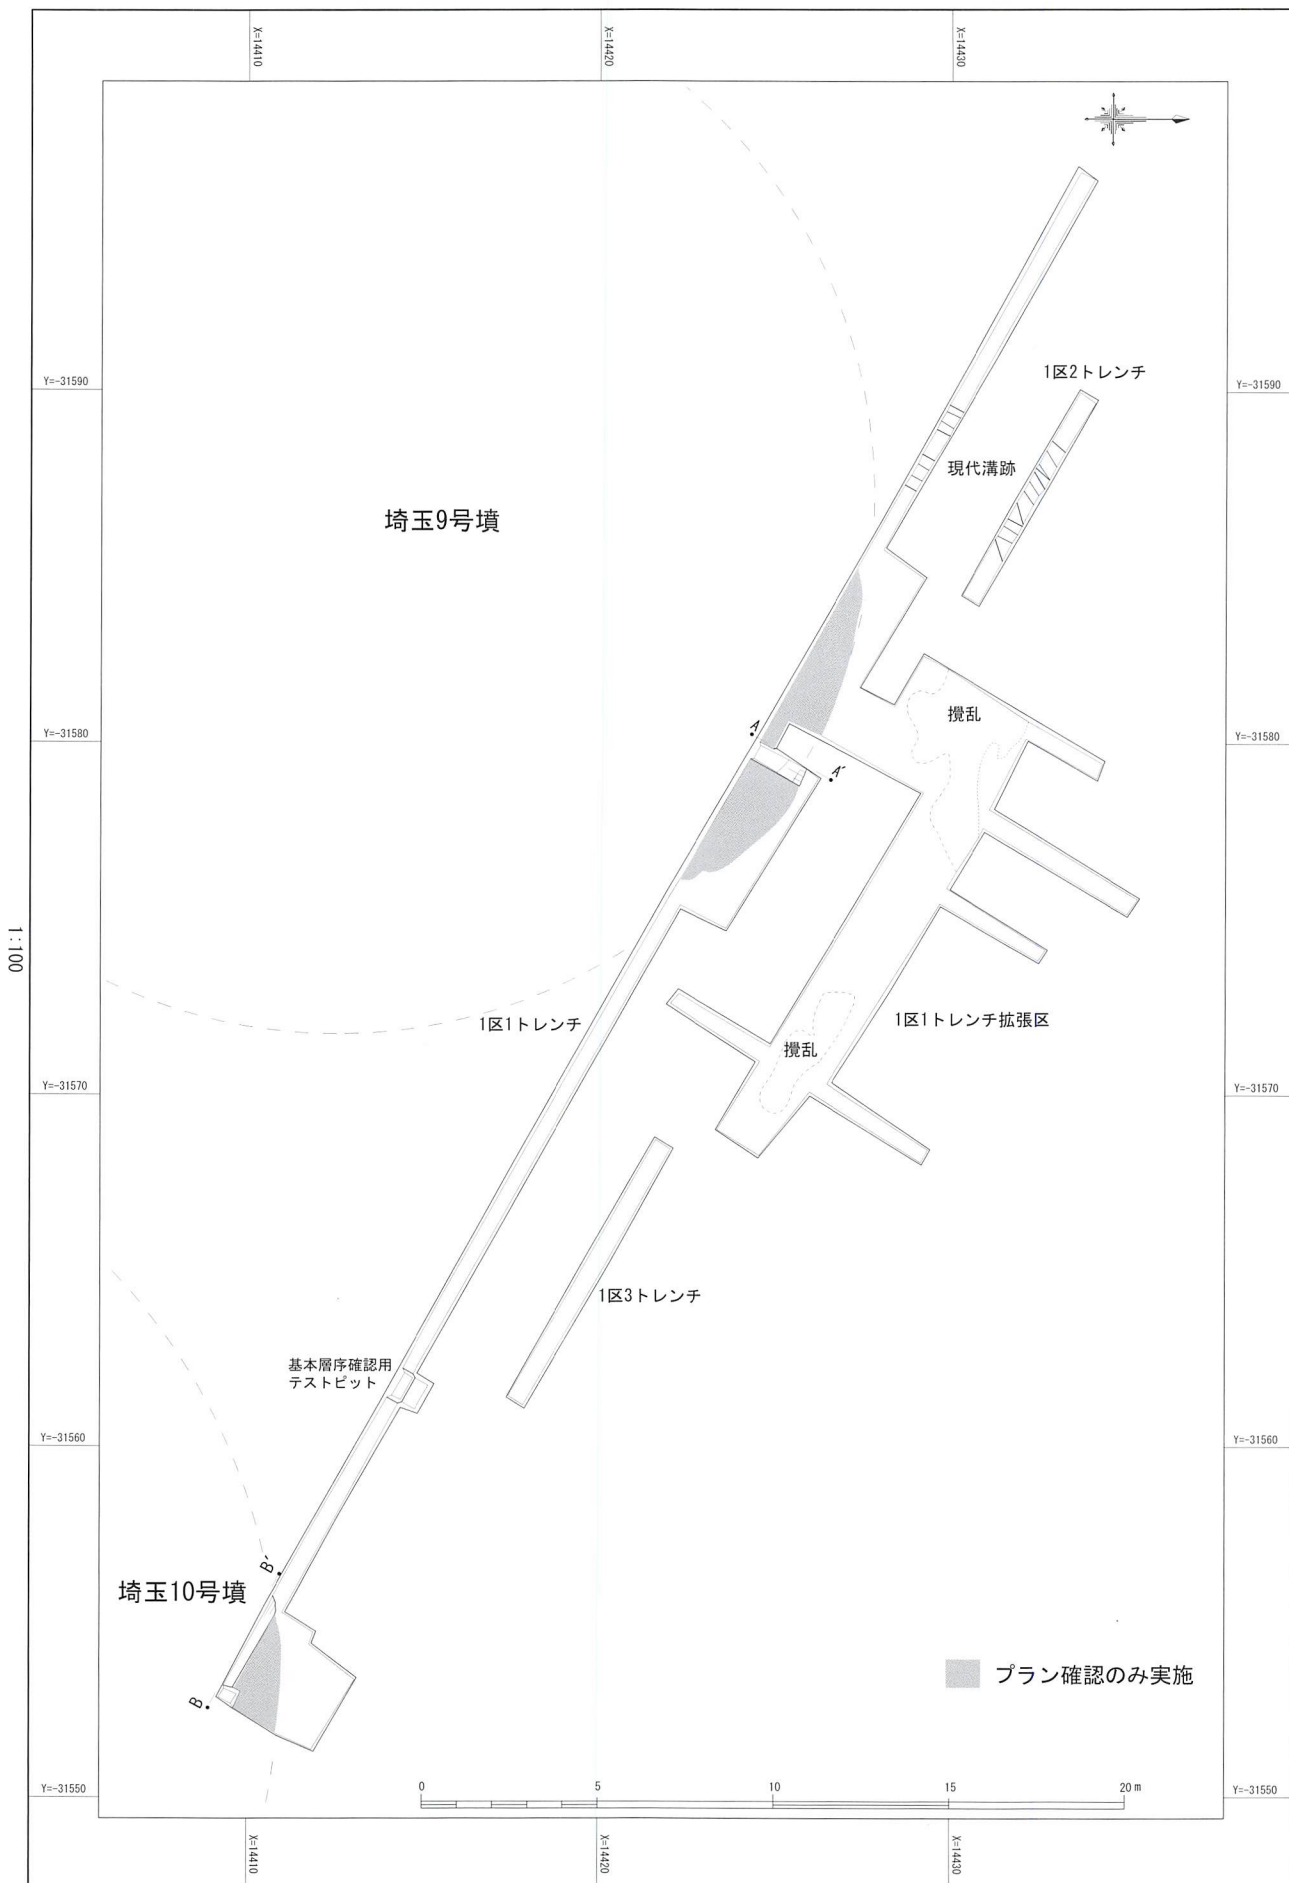 X=14410
X=14420
X=14430
Y=-31590
1区2トレンチ
Y=-31590
現代溝跡
埼玉9号墳
攪乱
A
Y=-31580
Y=-31580
A´
1:100
1区1トレンチ
1区1トレンチ拡張区
攪乱
Y=-31570
Y=-31570
1区3トレンチ
基本層序確認用
テストピット
Y=-31560
Y=-31560
B´
埼玉10号墳
プラン確認のみ実施
B
Y=-31550
0
5
10
15
20 m
Y=-31550
X=14410
X=14420
X=14430